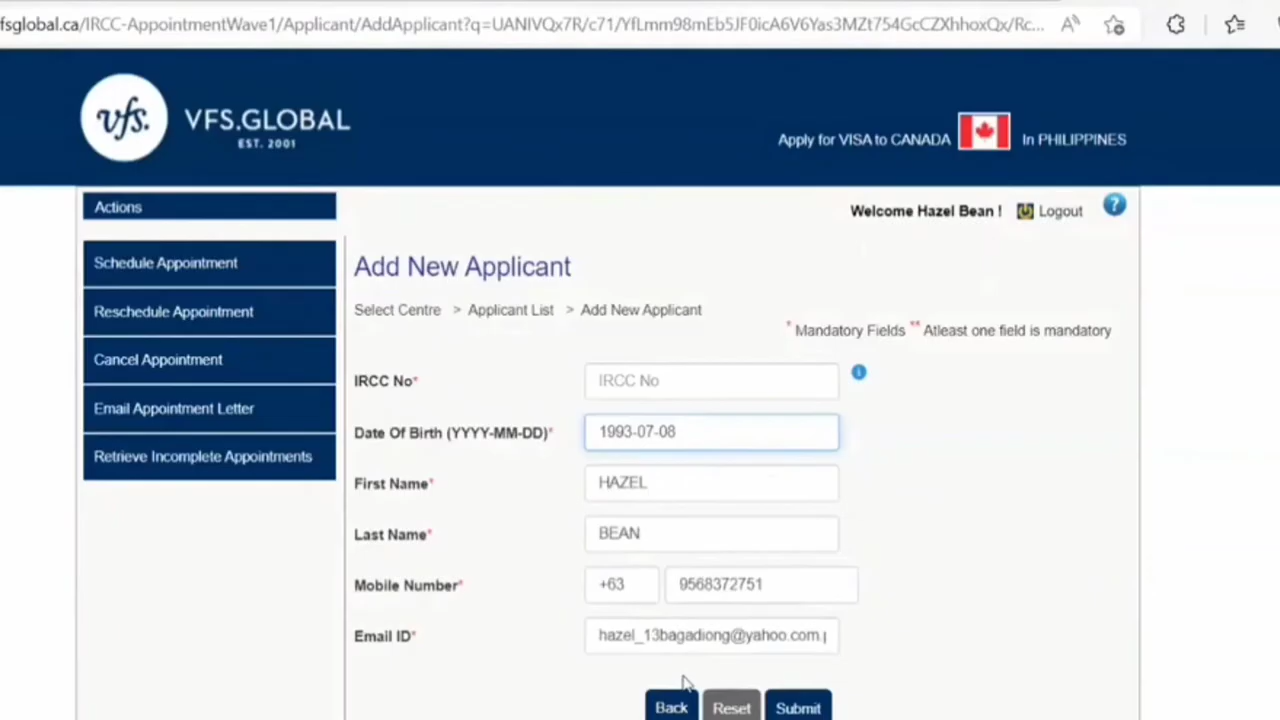 fsglobal.ca/IRCC-AppointmentWave1/Applicant/AddApplicant?q=UANIVQx7R/c71/YfLmm98mEb5JF0icA6V6Yas3MZt754GcCZXhhoxQx/Rc...
vfs. VFS.GLOBAL
EST. 2001
Apply for VISA to CANADA In PHILIPPINES
Actions
Welcome Hazel Bean ! Logout ?
Schedule Appointment
Reschedule Appointment
Cancel Appointment
Email Appointment Letter
Retrieve Incomplete Appointments
Add New Applicant
Select Centre > Applicant List > Add New Applicant
* Mandatory Fields ** Atleast one field is mandatory
IRCC No* IRCC No i
Date Of Birth (YYYY-MM-DD)* 1993-07-08
First Name* HAZEL
Last Name* BEAN
Mobile Number* +63 9568372751
Email ID* hazel_13bagadiong@yahoo.com.p
Back Reset Submit